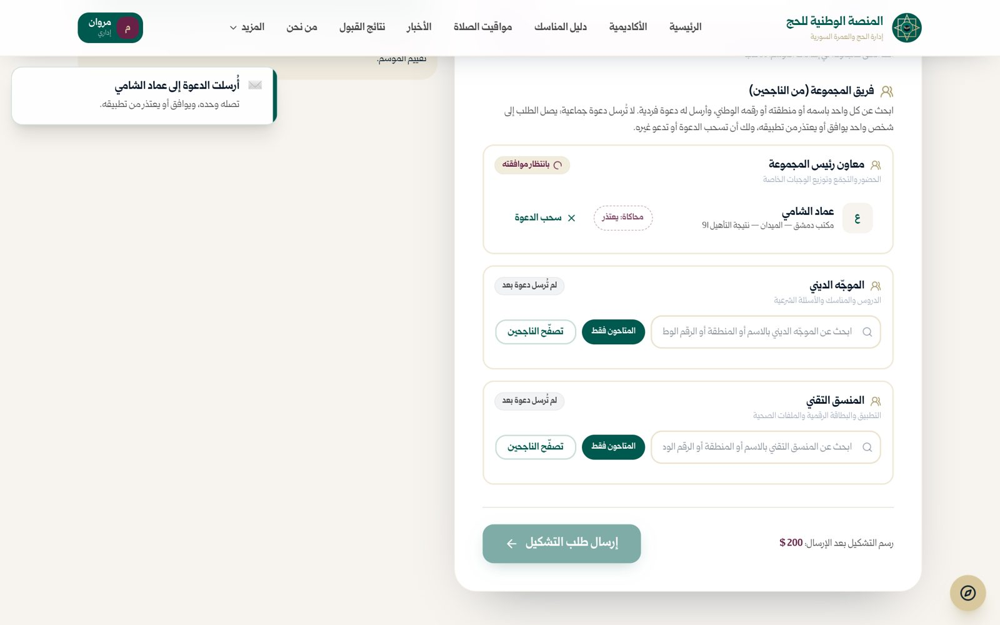 المنصة الوطنية للحج
إدارة الحج والعمرة السورية
الرئيسية
الأكاديمية
دليل المناسك
مواقيت الصلاة
الأخبار
نتائج القبول
من نحن
المزيد
م
مروان
إداري
تقييم الموسم.
أُرسلت الدعوة إلى عماد الشامي
تصله وحده، ويوافق أو يعتذر من تطبيقه.
فريق المجموعة (من الناجحين)
ابحث عن كل واحد باسمه أو منطقته أو رقمه الوطني، وأرسل له دعوة فردية. لا تُرسل دعوة جماعية: يصل الطلب إلى
شخص واحد يوافق أو يعتذر من تطبيقه، ولك أن تسحب الدعوة أو تدعو غيره.
معاون رئيس المجموعة
بانتظار موافقته
الحضور والتجمّع وتوزيع الوجبات الخاصة
ع
عماد الشامي
مكتب دمشق — الميدان — نتيجة التأهيل 91
محاكاة: يعتذر
سحب الدعوة
الموجّه الديني
لم تُرسل دعوة بعد
الدروس والمناسك والأسئلة الشرعية
ابحث عن الموجّه الديني بالاسم أو المنطقة أو الرقم الوط
المتاحون فقط
تصفّح الناجحين
المنسق التقني
لم تُرسل دعوة بعد
التطبيق والبطاقة الرقمية والملفات الصحية
ابحث عن المنسق التقني بالاسم أو المنطقة أو الرقم الود
المتاحون فقط
تصفّح الناجحين
رسم التشكيل بعد الإرسال: 200 $
إرسال طلب التشكيل